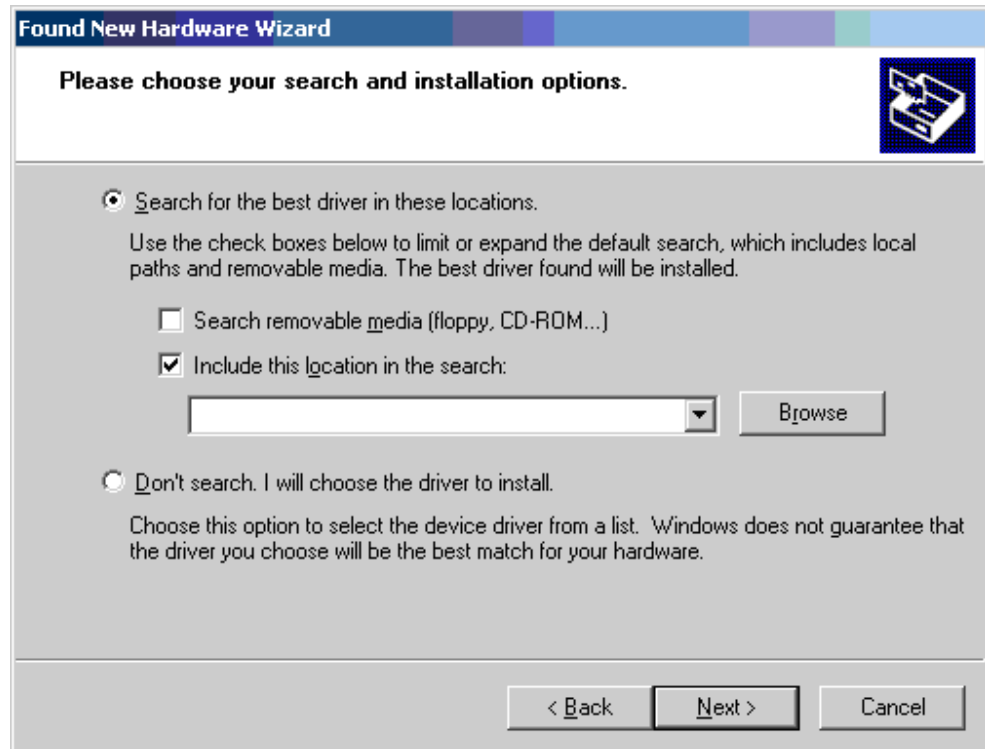 Found New Hardware Wizard
Please choose your search and installation options.
Search for the best driver in these locations.
Use the check boxes below to limit or expand the default search, which includes local
paths and removable media. The best driver found will be installed.
Search removable media (floppy, CD-ROM...)
Include this location in the search:
Browse
Don't search. I will choose the driver to install.
Choose this option to select the device driver from a list.  Windows does not guarantee that
the driver you choose will be the best match for your hardware.
< Back
Next >
Cancel